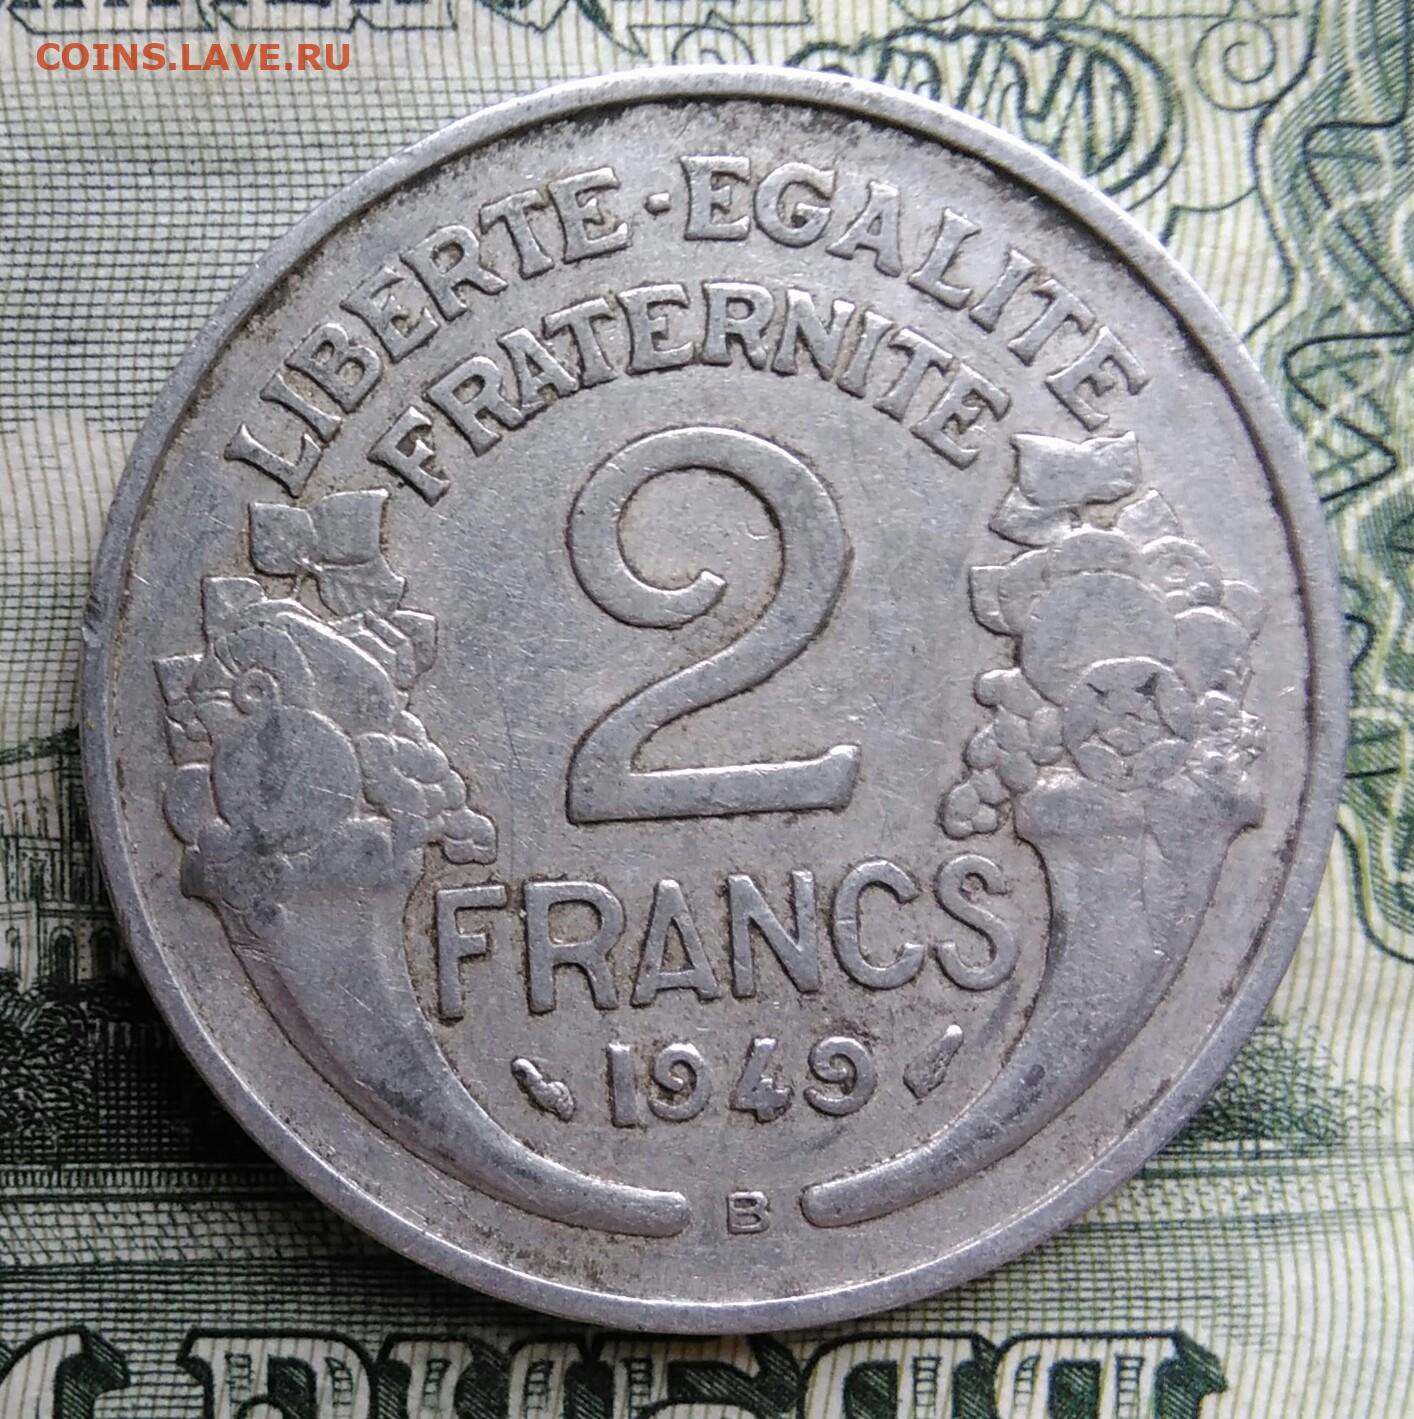 COINS.LAVE.RU
LIBERTE-EGALITE
FRATERNITE
2
FRANCS
1949
B